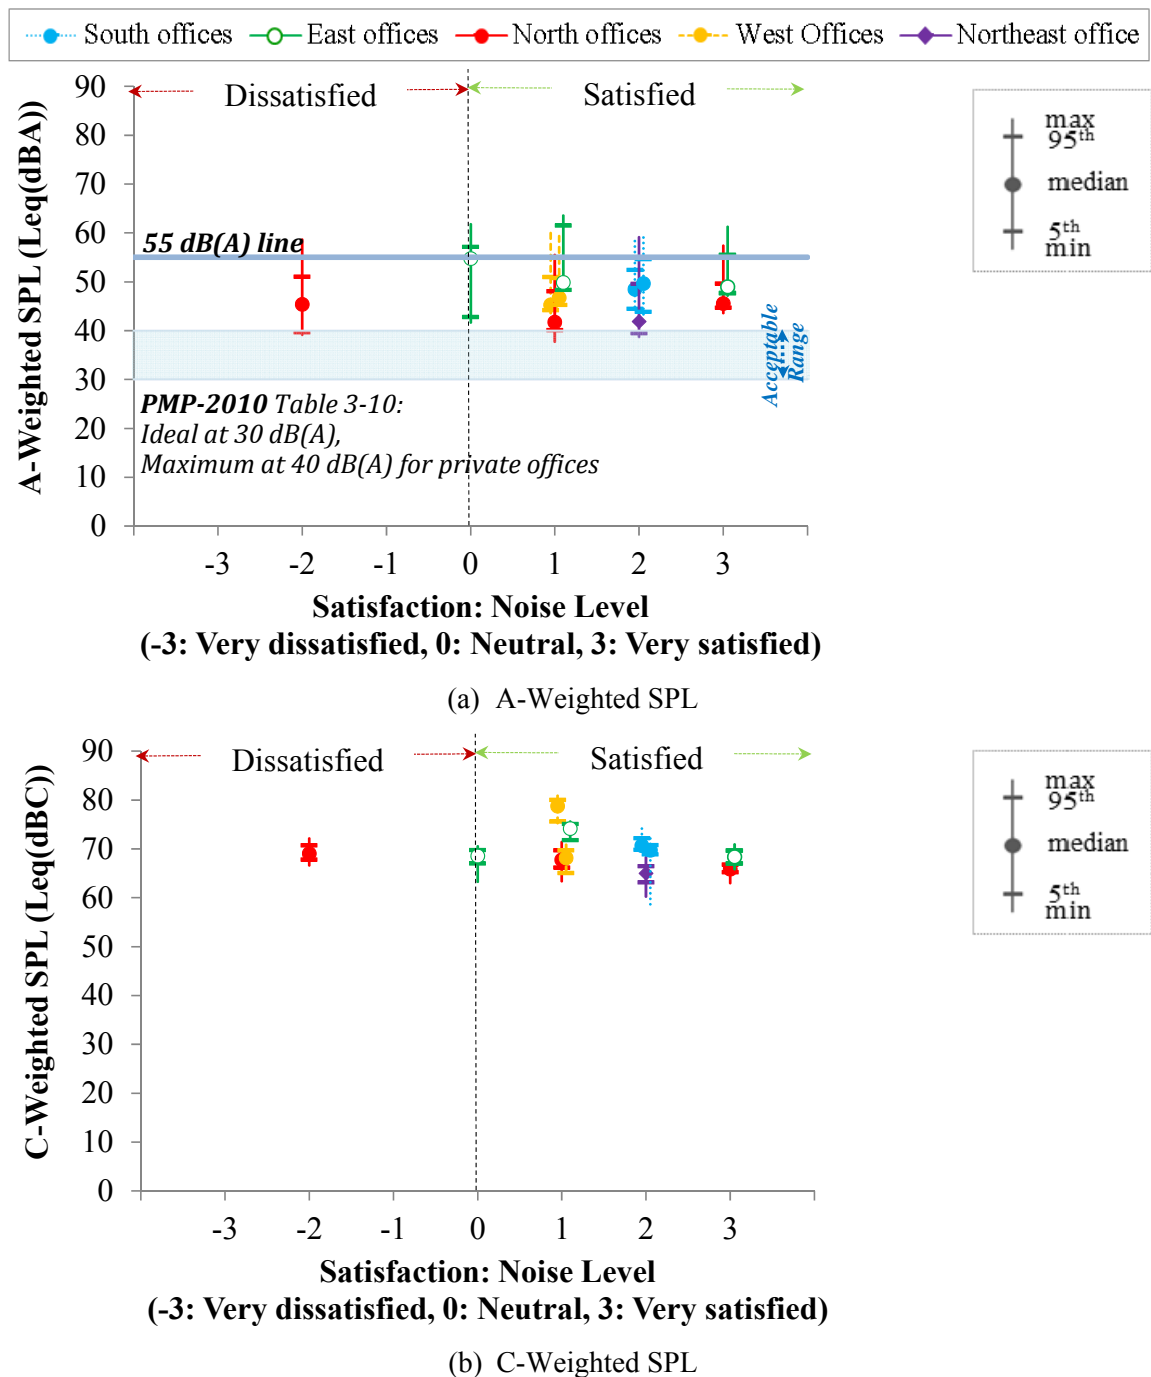 South offices East offices North offices West Offices Northeast office
A-Weighted SPL (Leq(dBA))
90
80
70
60
50
40
30
20
10
0
Dissatisfied
Satisfied
55 dB(A) line
Acceptable
Range
PMP-2010 Table 3-10:
Ideal at 30 dB(A),
Maximum at 40 dB(A) for private offices
-3 -2 -1 0 1 2 3
Satisfaction: Noise Level
(-3: Very dissatisfied, 0: Neutral, 3: Very satisfied)
max
95th
median
5th
min
(a) A-Weighted SPL
C-Weighted SPL (Leq(dBC))
90
80
70
60
50
40
30
20
10
0
Dissatisfied
Satisfied
-3 -2 -1 0 1 2 3
Satisfaction: Noise Level
(-3: Very dissatisfied, 0: Neutral, 3: Very satisfied)
max
95th
median
5th
min
(b) C-Weighted SPL